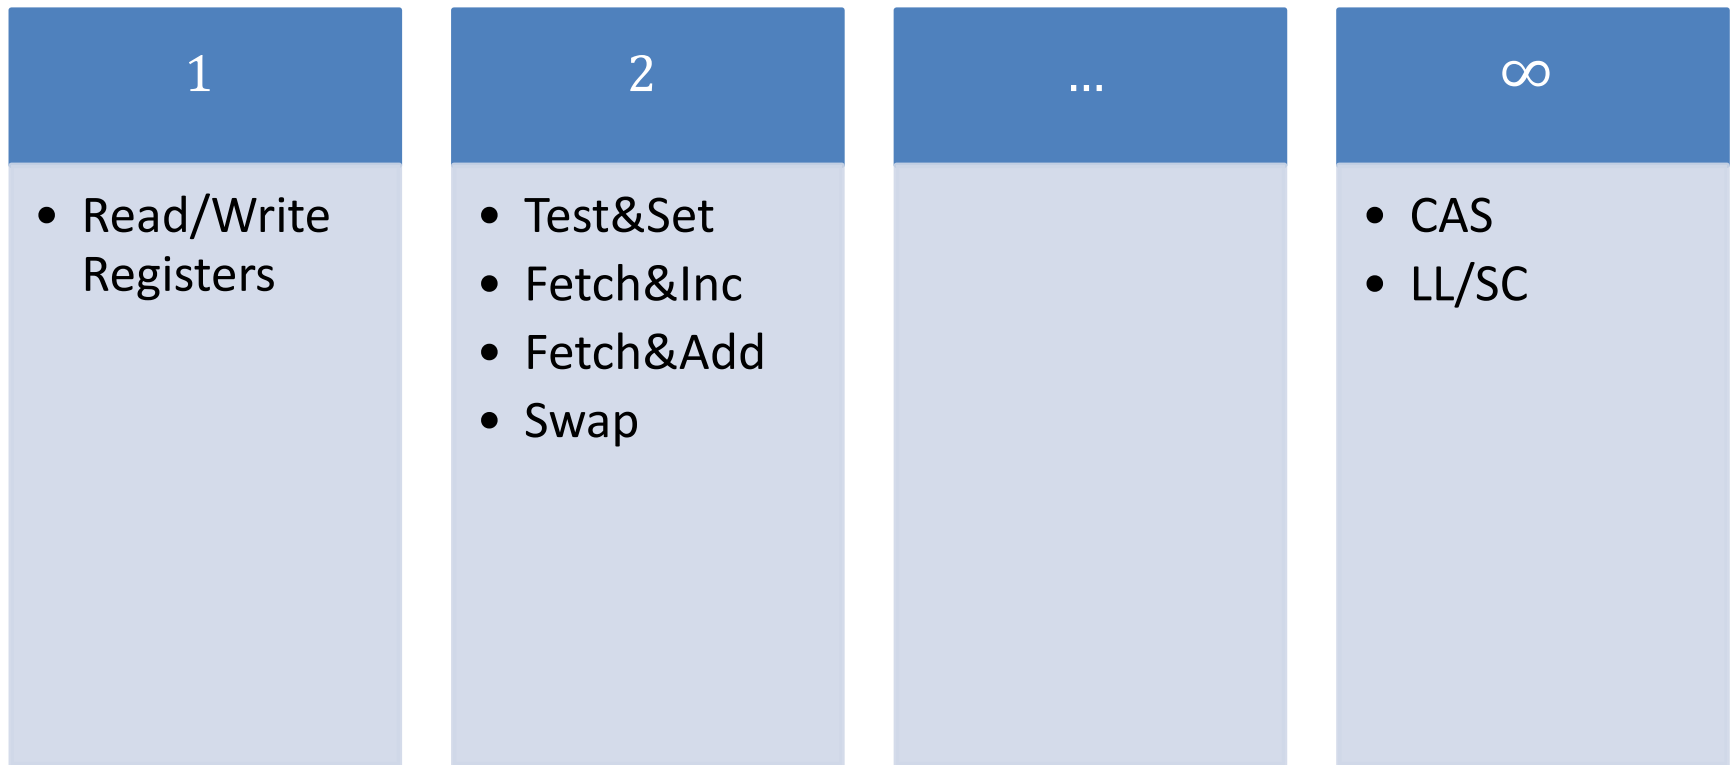 1
• Read/Write
Registers
2
• Test&Set
• Fetch&Inc
• Fetch&Add
• Swap
…
∞
• CAS
• LL/SC